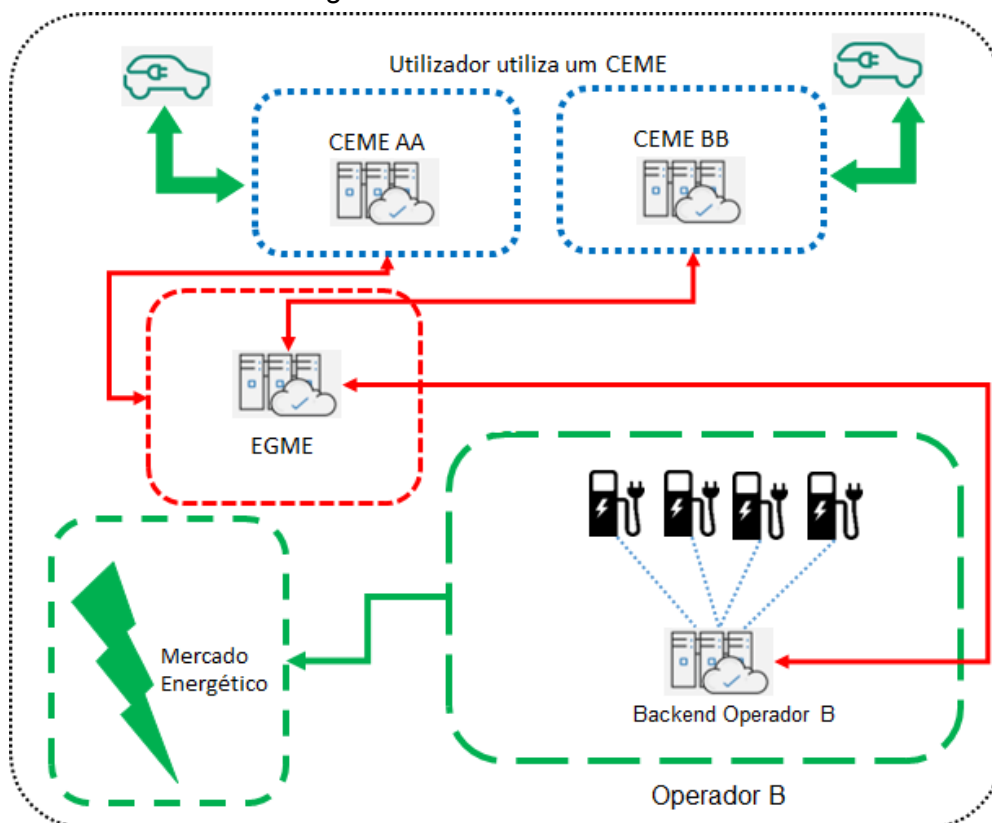 Utilizador utiliza um CEME
CEME AA
CEME BB
EGME
Mercado
Energético
Backend Operador B
Operador B